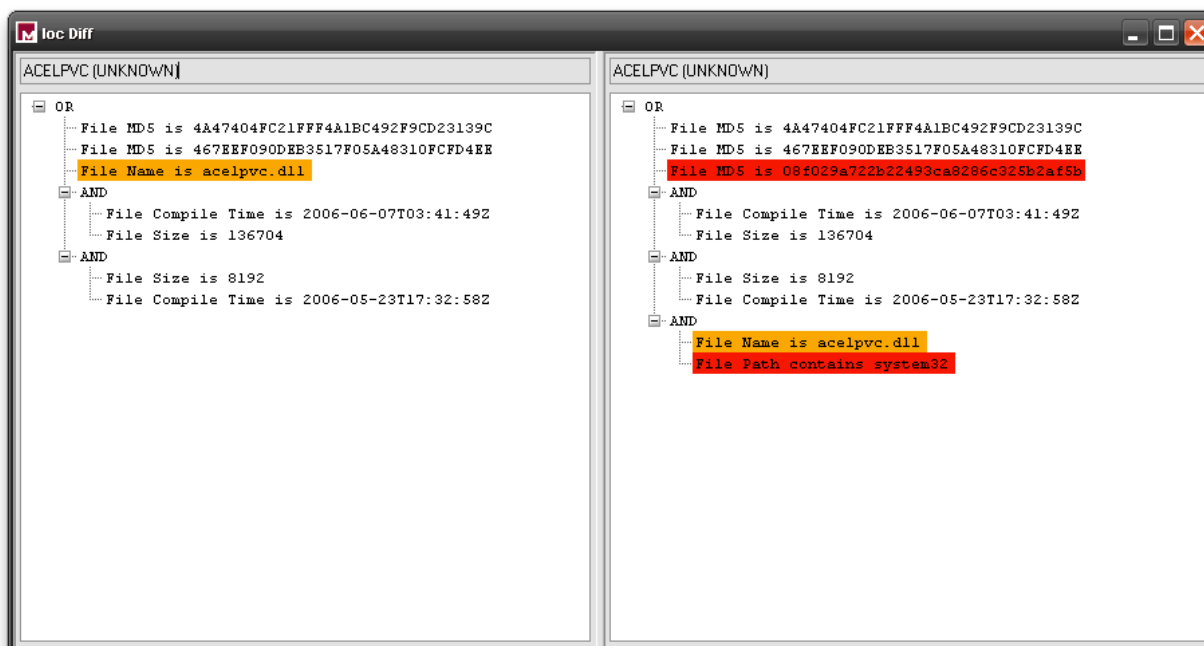 Ioc Diff
ACELPVC (UNKNOWN)
OR
File MD5 is 4A47404FC21FFF4A1BC492F9CD23139C
File MD5 is 467EEF090DEB3517F05A48310FCFD4EE
File Name is acelpvc.dll
AND
File Compile Time is 2006-06-07T03:41:49Z
File Size is 136704
AND
File Size is 8192
File Compile Time is 2006-05-23T17:32:58Z
ACELPVC (UNKNOWN)
OR
File MD5 is 4A47404FC21FFF4A1BC492F9CD23139C
File MD5 is 467EEF090DEB3517F05A48310FCFD4EE
File MD5 is 08f029a722b22493ca8286c325b2af5b
AND
File Compile Time is 2006-06-07T03:41:49Z
File Size is 136704
AND
File Size is 8192
File Compile Time is 2006-05-23T17:32:58Z
AND
File Name is acelpvc.dll
File Path contains system32